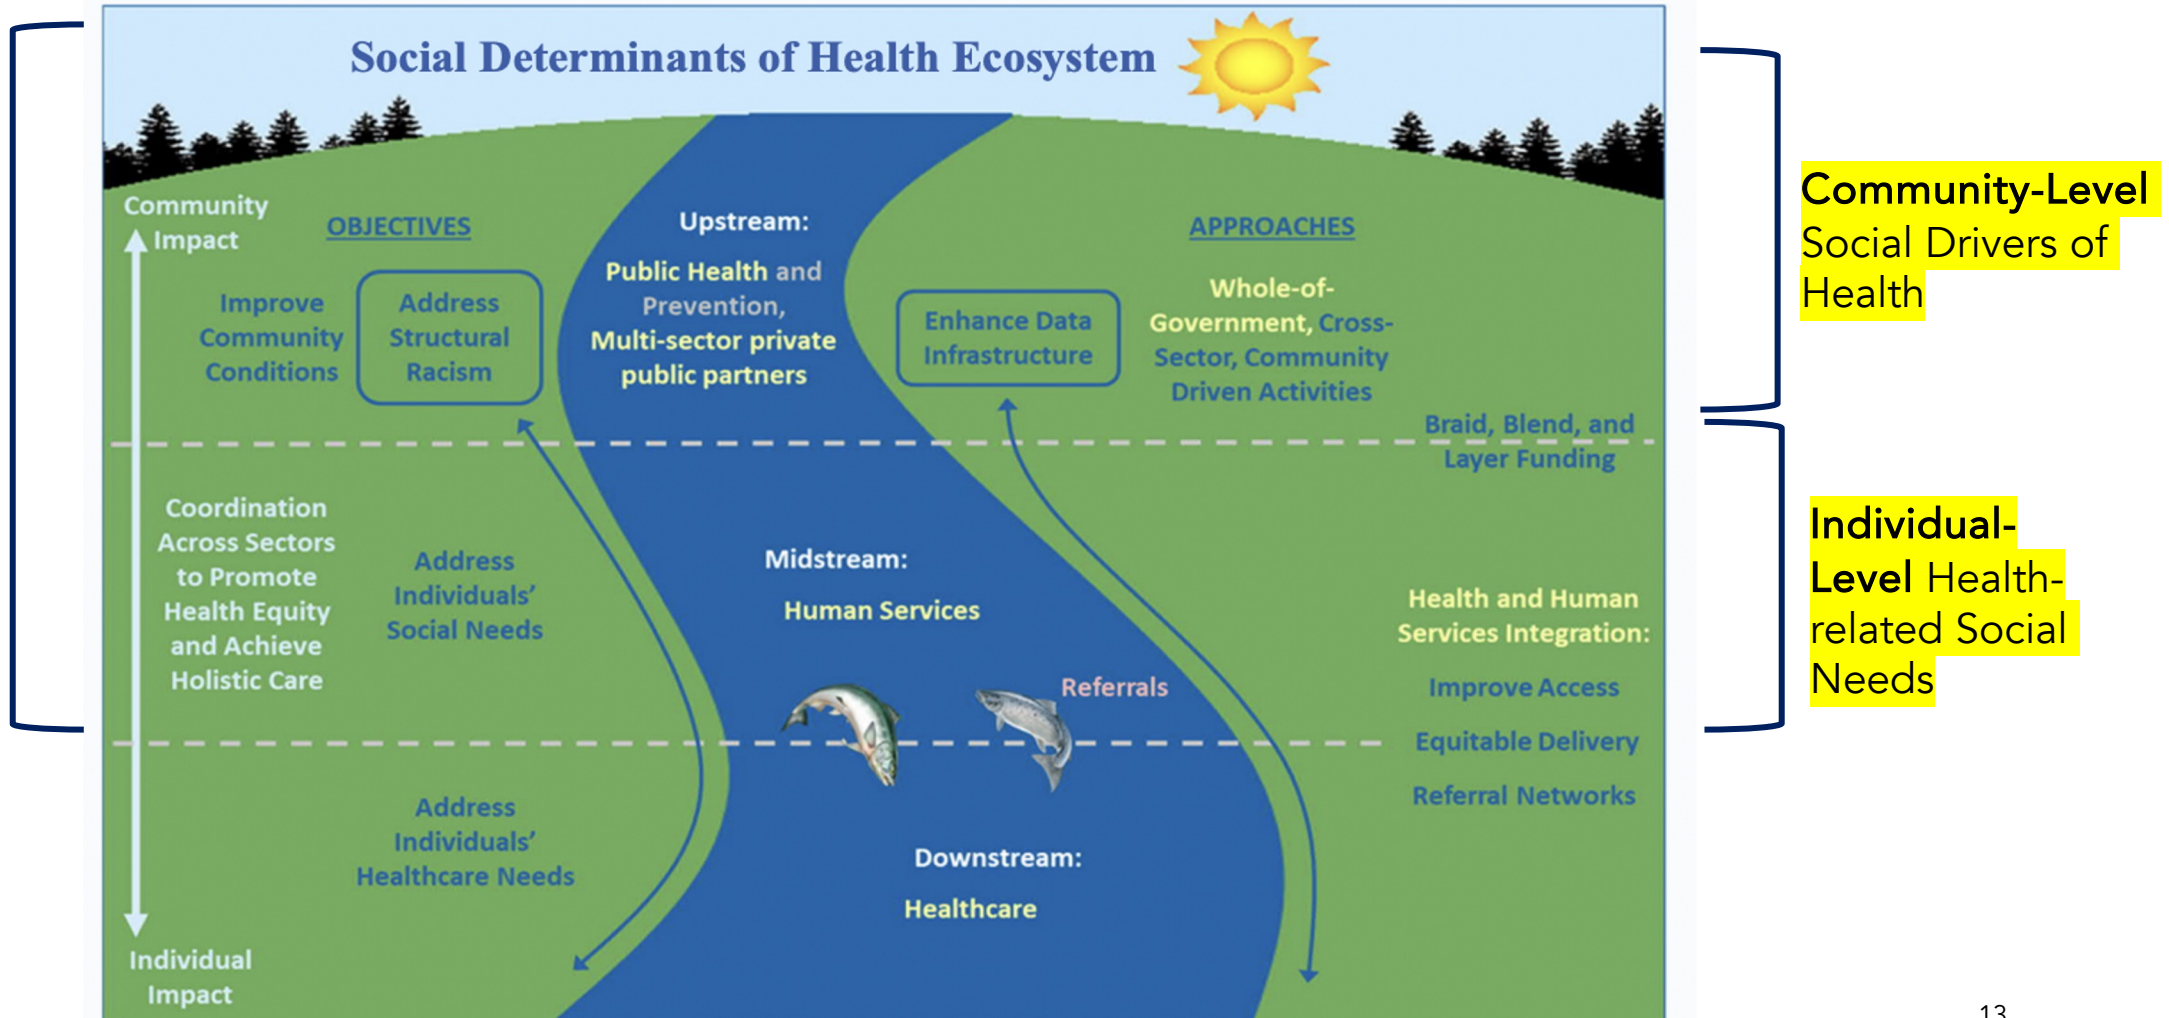 Social Determinants of Health Ecosystem
Community
Impact
OBJECTIVES
Improve
Community
Conditions
Address
Structural
Racism
Upstream:
Public Health and
Prevention,
Multi-sector private
public partners
APPROACHES
Enhance Data
Infrastructure
Whole-of-
Government, Cross-
Sector, Community
Driven Activities
Braid, Blend, and
Layer Funding
Community-Level
Social Drivers of
Health
Coordination
Across Sectors
to Promote
Health Equity
and Achieve
Holistic Care
Address
Individuals’
Social Needs
Midstream:
Human Services
Referrals
Health and Human
Services Integration:
Improve Access
Equitable Delivery
Referral Networks
Individual-
Level Health-
related Social
Needs
Address
Individuals’
Healthcare Needs
Downstream:
Healthcare
Individual
Impact
13